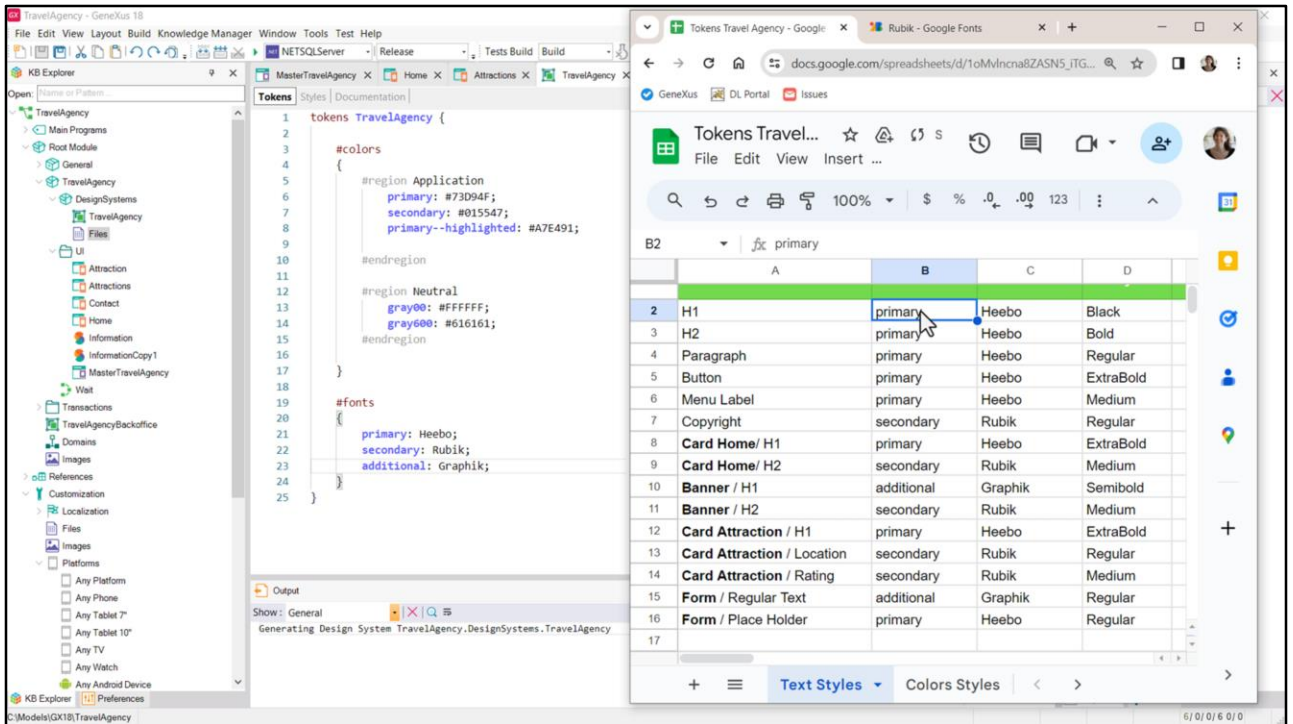 TravelAgency - GeneXus 18
File Edit View Layout Build Knowledge Manager Window Tools Test Help
NETSQLServer Release Tests Build Build
KB Explorer
Open: Name or Pattern
TravelAgency
Main Programs
Root Module
General
TravelAgency
DesignSystems
TravelAgency
Files
UI
Attraction
Attractions
Contact
Home
Information
InformationCopy1
MasterTravelAgency
Wait
Transactions
TravelAgencyBackoffice
Domains
Images
References
Customization
Localization
Files
Images
Platforms
Any Platform
Any Phone
Any Tablet 7"
Any Tablet 10"
Any TV
Any Watch
Any Android Device
KB Explorer Preferences
C:\Models\GX18\TravelAgency
MasterTravelAgency X Home X Attractions X TravelAgency X
Tokens Styles Documentation
1 tokens TravelAgency {
2
3 #colors
4 {
5 #region Application
6 primary: #73D94F;
7 secondary: #015547;
8 primary--highlighted: #A7E491;
9
10 #endregion
11
12 #region Neutral
13 gray00: #FFFFFF;
14 gray600: #616161;
15 #endregion
16
17 }
18
19 #fonts
20 {
21 primary: Heebo;
22 secondary: Rubik;
23 additional: Graphik;
24 }
25 }
Output
Show: General
Generating Design System TravelAgency.DesignSystems.TravelAgency
6/ 0/ 0/ 6 0/ 0
Tokens Travel Agency - Google Rubik - Google Fonts
docs.google.com/spreadsheets/d/1oMvlncna8ZASN5_iTG...
GeneXus DL Portal Issues
Tokens Travel... S
File Edit View Insert ...
100% $ % .0 .00 123
31
B2 fx primary
A B C D
2 H1 primary Heebo Black
3 H2 primary Heebo Bold
4 Paragraph primary Heebo Regular
5 Button primary Heebo ExtraBold
6 Menu Label primary Heebo Medium
7 Copyright secondary Rubik Regular
8 Card Home/ H1 primary Heebo ExtraBold
9 Card Home/ H2 secondary Rubik Medium
10 Banner / H1 additional Graphik Semibold
11 Banner / H2 secondary Rubik Medium
12 Card Attraction / H1 primary Heebo ExtraBold
13 Card Attraction / Location secondary Rubik Regular
14 Card Attraction / Rating secondary Rubik Medium
15 Form / Regular Text additional Graphik Regular
16 Form / Place Holder primary Heebo Regular
17
Text Styles Colors Styles